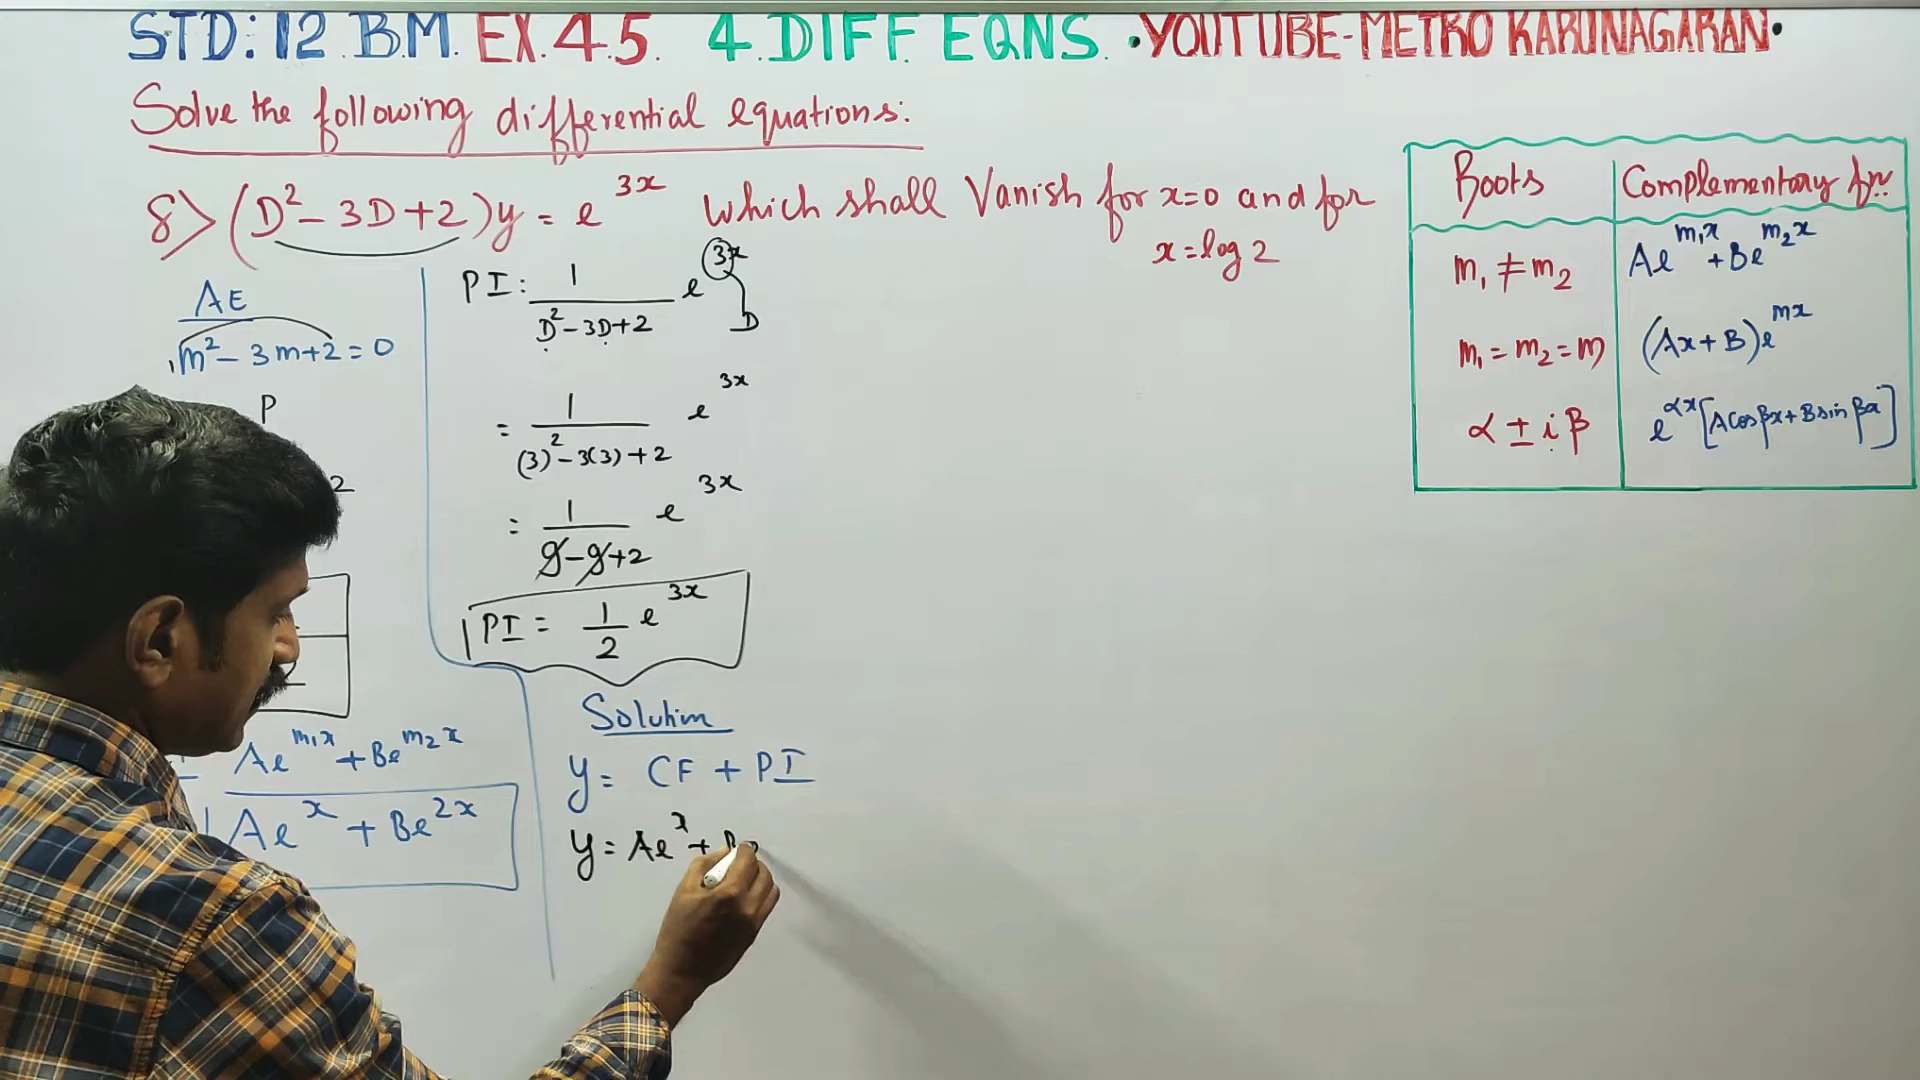 STD: 12 B.M. EX. 4.5. 4. DIFF. EQNS. •YOUTUBE-METRO KARUNAGARAN•
Solve the following differential equations:
8> (D² - 3D + 2)y = e^3x which shall Vanish for x=0 and for
x = log 2
AE
m² - 3m + 2 = 0
P
2
Ae^m₁x + Be^m₂x
Ae^x + Be^2x
PI: 1/(D² - 3D + 2) e^3x
D
= 1/((3)² - 3(3) + 2) e^3x
= 1/(9 - 9 + 2) e^3x
PI = 1/2 e^3x
Solution
y = CF + PI
y = Ae^x + B
Roots Complementary fn.
m₁ ≠ m₂ Ae^m₁x + Be^m₂x
m₁ = m₂ = m (Ax + B)e^mx
α ± iβ e^αx [A cos βx + B sin βx]